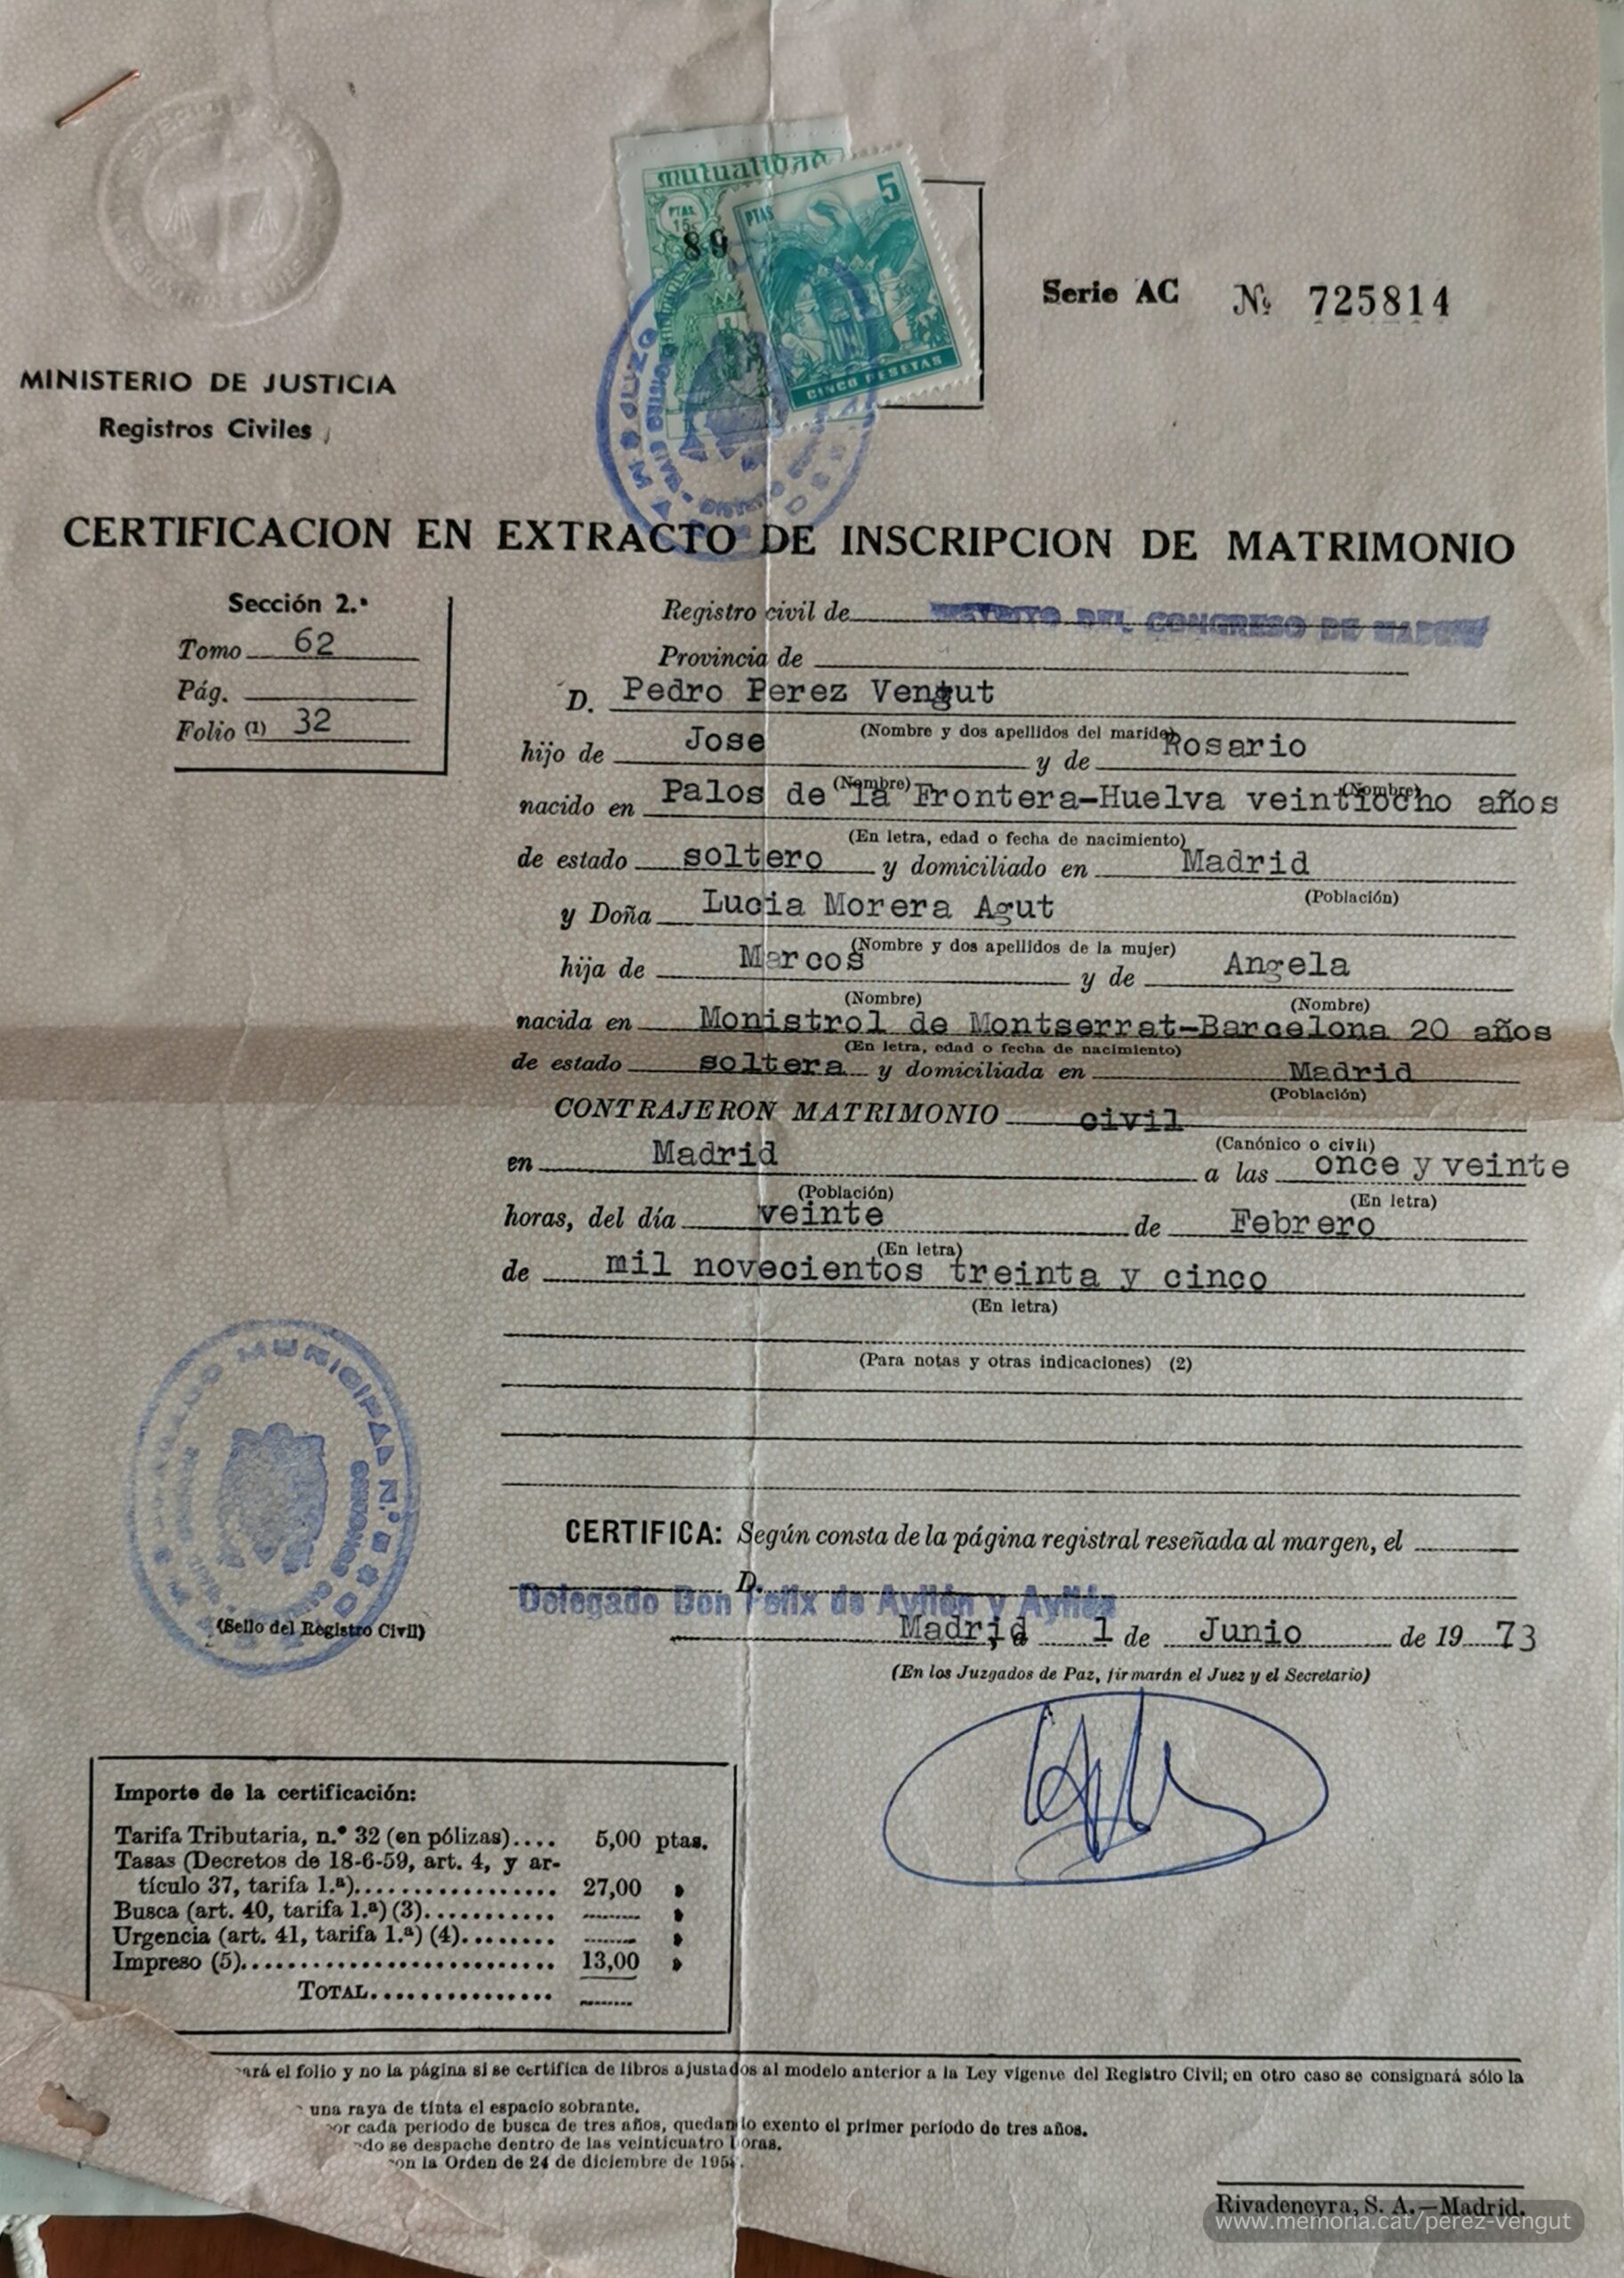 mutualidad
PTAS
15
89
PTAS 5
CINCO PESETAS
Serie AC Nº 725814
MINISTERIO DE JUSTICIA
Registros Civiles
CERTIFICACION EN EXTRACTO DE INSCRIPCION DE MATRIMONIO
Sección 2.ª
Tomo 62
Pág.
Folio (1) 32
Registro civil de DISTRITO DEL CONGRESO DE MADRID
Provincia de
D. Pedro Perez Vengut
(Nombre y dos apellidos del marido)
hijo de Jose y de Rosario
(Nombre) (Nombre)
nacido en Palos de la Frontera-Huelva veintiocho años
(En letra, edad o fecha de nacimiento)
de estado soltero y domiciliado en Madrid
(Población)
y Doña Lucia Morera Agut
(Nombre y dos apellidos de la mujer)
hija de Marcos y de Angela
(Nombre) (Nombre)
nacida en Monistrol de Montserrat-Barcelona 20 años
(En letra, edad o fecha de nacimiento)
de estado soltera y domiciliada en Madrid
(Población)
CONTRAJERON MATRIMONIO civil
(Canónico o civil)
en Madrid a las once y veinte
(Población) (En letra)
horas, del día veinte de Febrero
(En letra)
de mil novecientos treinta y cinco
(En letra)
(Para notas y otras indicaciones) (2)
MUNICIPAL N.º
CERTIFICA: Según consta de la página registral reseñada al margen, el
D.
Delegado Don Felix de Ayllón y Ayllón
(Sello del Registro Civil)
Madrid 1 de Junio de 19 73
(En los Juzgados de Paz, firmarán el Juez y el Secretario)
Importe de la certificación:
Tarifa Tributaria, n.º 32 (en pólizas).... 5,00 ptas.
Tasas (Decretos de 18-6-59, art. 4, y ar-
tículo 37, tarifa 1.ª)................. 27,00 »
Busca (art. 40, tarifa 1.ª) (3)........... »
Urgencia (art. 41, tarifa 1.ª) (4)........ »
Impreso (5).......................... 13,00 »
TOTAL...............
el folio y no la página si se certifica de libros ajustados al modelo anterior a la Ley vigente del Registro Civil; en otro caso se consignará sólo la
una raya de tinta el espacio sobrante.
cada período de busca de tres años, quedando exento el primer período de tres años.
se despache dentro de las veinticuatro horas.
la Orden de 24 de diciembre de
Rivadeneyra, S. A.—Madrid.
www.memoria.cat/perez-vengut